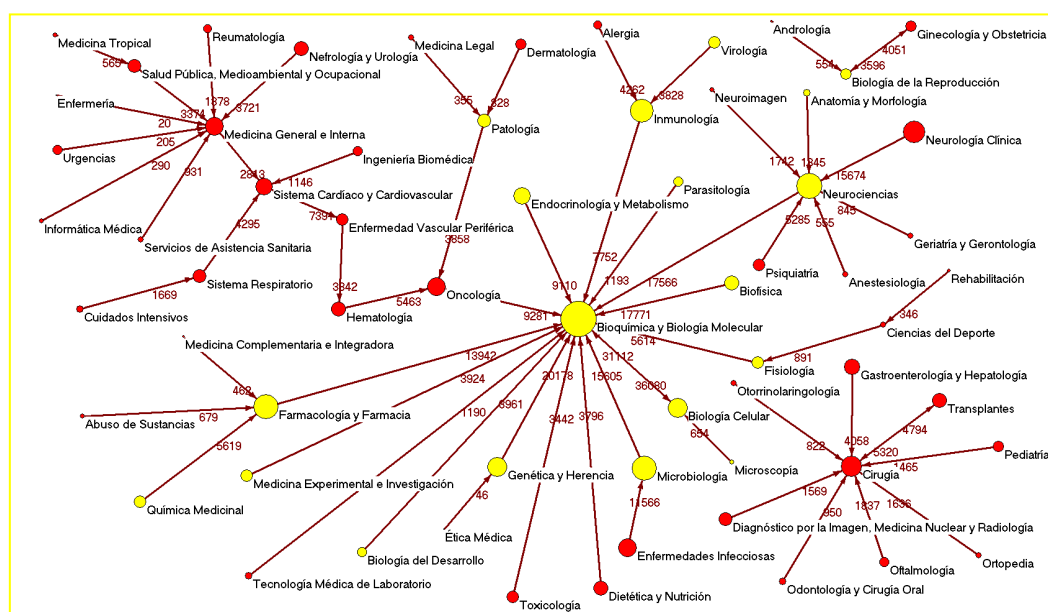 Medicina Tropical
565
Reumatología
Nefrología y Urología
Salud Pública, Medioambiental y Ocupacional
Enfermería
3374
1378
3721
20
Medicina General e Interna
205
Urgencias
290
931
Informática Médica
Servicios de Asistencia Sanitaria
2813
1146
Ingeniería Biomédica
Sistema Cardíaco y Cardiovascular
4295
7391
Enfermedad Vascular Periférica
Sistema Respiratorio
1669
Cuidados Intensivos
3342
Hematología
5463
Medicina Legal
Dermatología
355
828
Patología
3858
Oncología
9281
Alergia
Virología
4262
3828
Inmunología
Endocrinología y Metabolismo
Parasitología
7752
9110
1193
17566
Biofísica
17771
Bioquímica y Biología Molecular
5614
Andrología
Ginecología y Obstetricia
4051
554
3596
Biología de la Reproducción
Neuroimagen
Anatomía y Morfología
Neurología Clínica
1742
1345
15674
Neurociencias
5285
555
845
Geriatría y Gerontología
Psiquiatría
Anestesiología
Rehabilitación
346
Ciencias del Deporte
891
Fisiología
Medicina Complementaria e Integradora
462
13942
Farmacología y Farmacia
Abuso de Sustancias
679
5619
Química Medicinal
3924
Medicina Experimental e Investigación
1190
Tecnología Médica de Laboratorio
8961
Biología del Desarrollo
20178
Genética y Herencia
46
Ética Médica
3442
Toxicología
3796
Dietética y Nutrición
15605
Microbiología
11566
Enfermedades Infecciosas
31112
36080
Biología Celular
654
Microscopía
Otorrinolaringología
Gastroenterología y Hepatología
Transplantes
4794
4058
822
5320
465
Pediatría
Cirugía
1569
950
1837
1636
Diagnóstico por la Imagen, Medicina Nuclear y Radiología
Odontología y Cirugía Oral
Oftalmología
Ortopedia